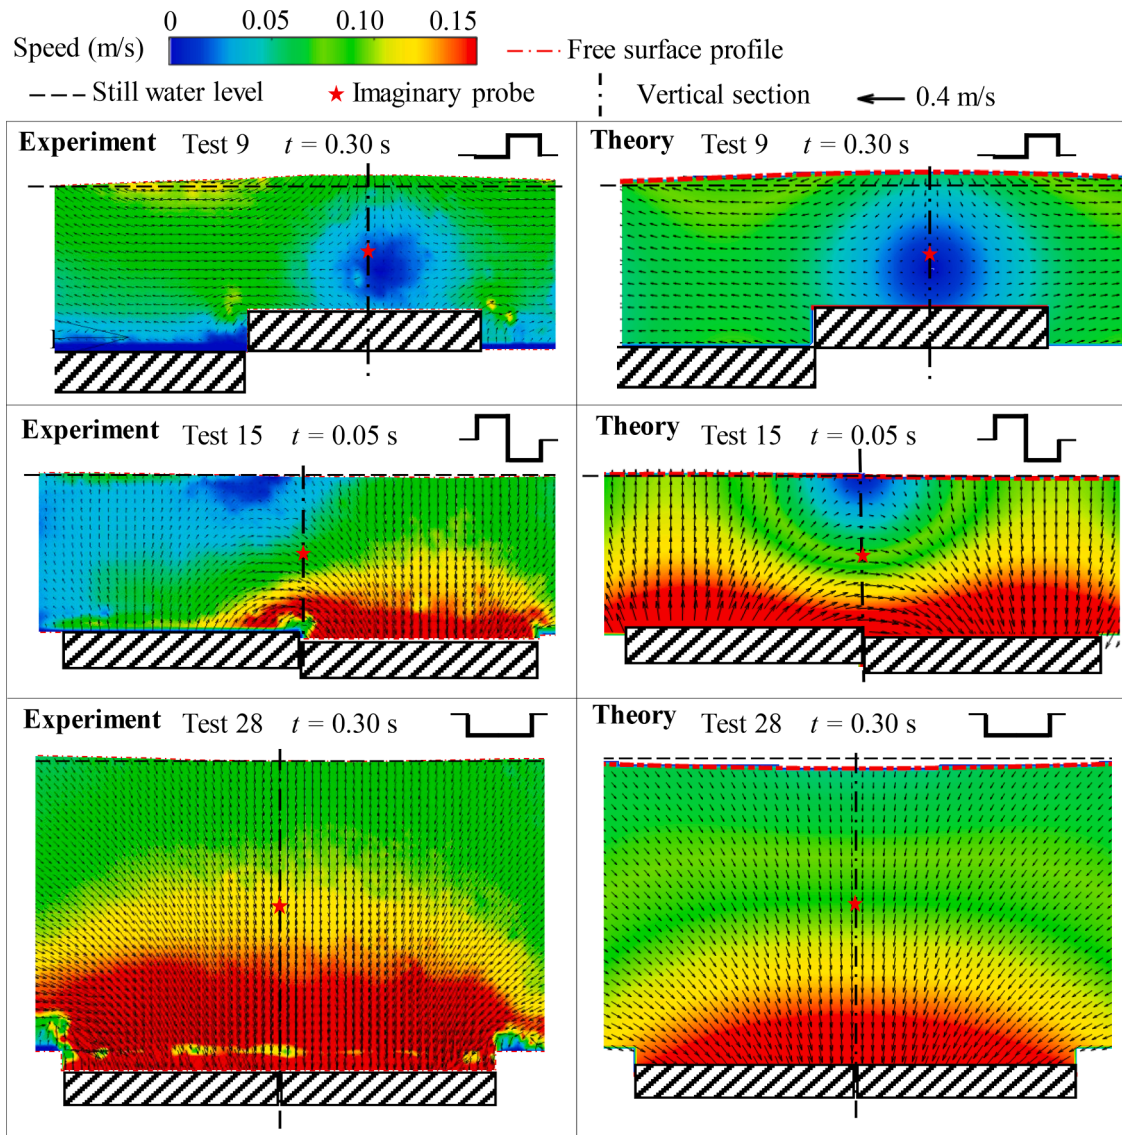 0 0.05 0.10 0.15
Speed (m/s) Free surface profile
Still water level Imaginary probe Vertical section 0.4 m/s
Experiment Test 9 t = 0.30 s Theory Test 9 t = 0.30 s
Experiment Test 15 t = 0.05 s Theory Test 15 t = 0.05 s
Experiment Test 28 t = 0.30 s Theory Test 28 t = 0.30 s